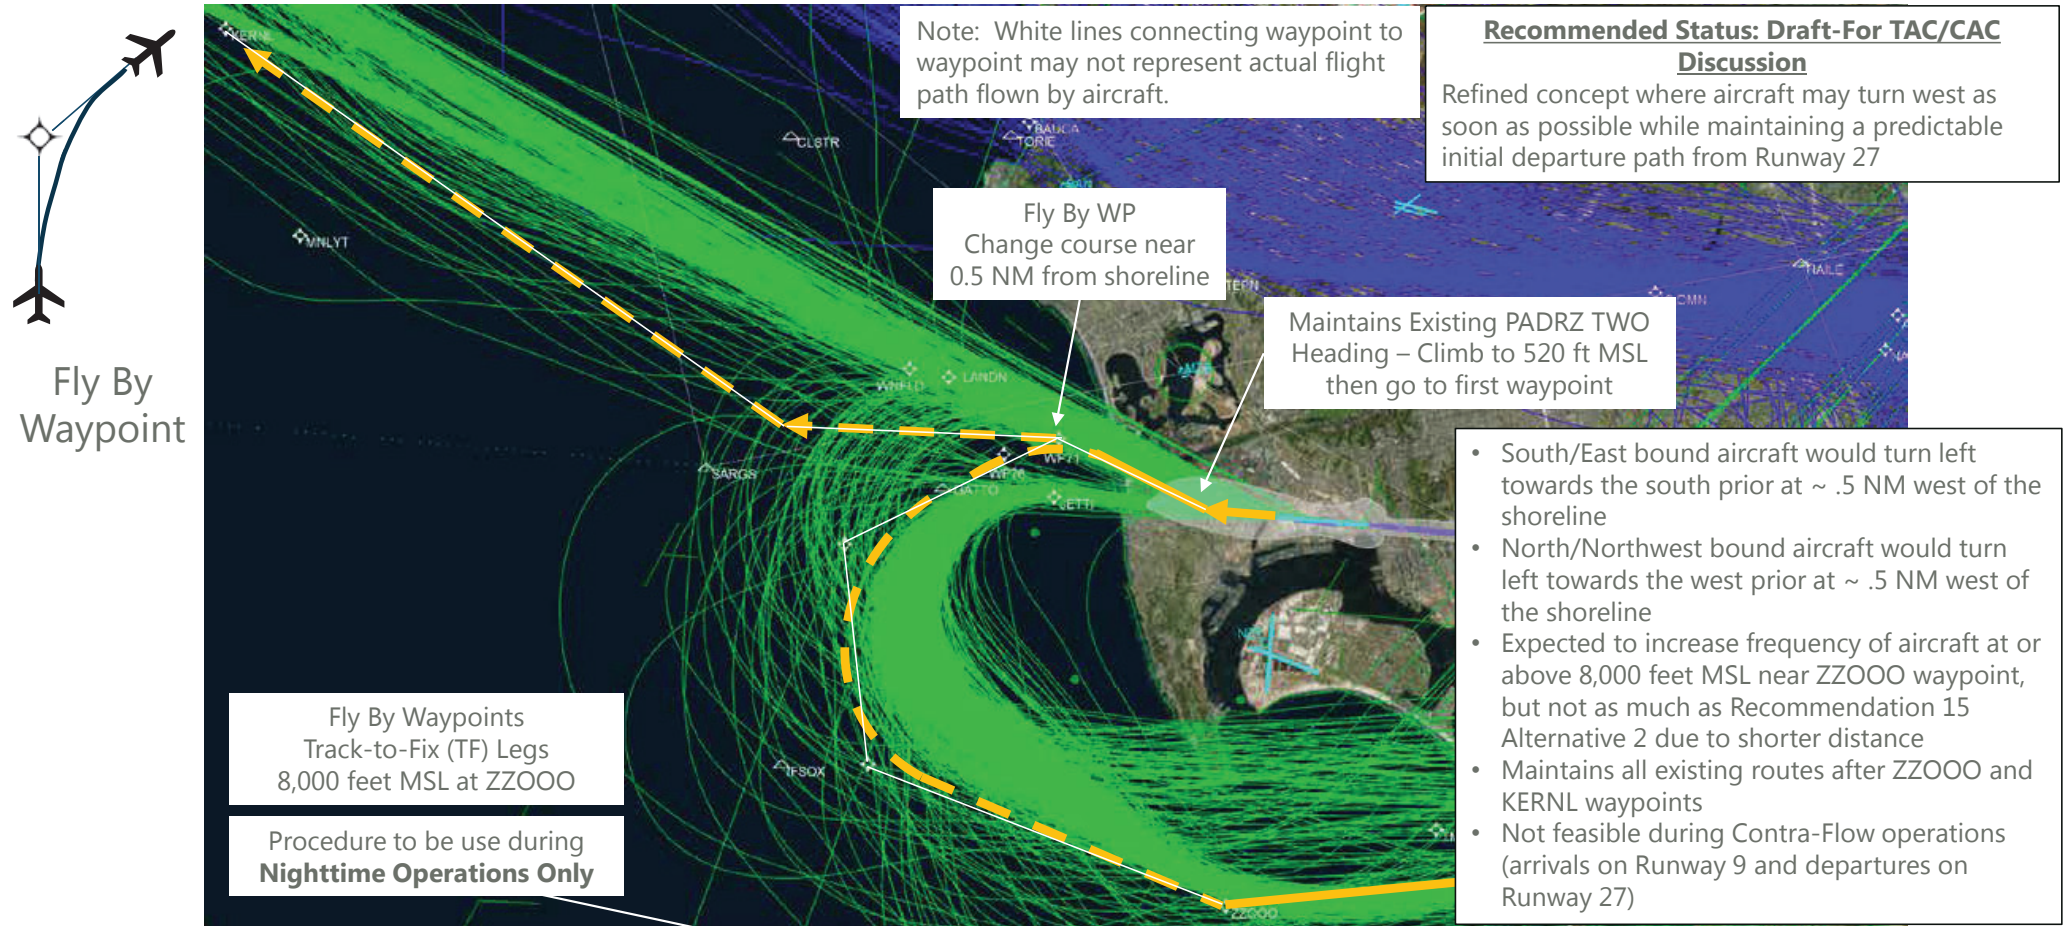 Note: White lines connecting waypoint to
waypoint may not represent actual flight
path flown by aircraft.
Recommended Status: Draft-For TAC/CAC
Discussion
Refined concept where aircraft may turn west as
soon as possible while maintaining a predictable
initial departure path from Runway 27
KERNL
CLSTR
BAUCA
TORIE
MNLYT
Fly By WP
Change course near
0.5 NM from shoreline
HAILE
Maintains Existing PADRZ TWO
Heading – Climb to 520 ft MSL
then go to first waypoint
Fly By
Waypoint
WNFLD
LANDN
SARGS
JETTI
• South/East bound aircraft would turn left
towards the south prior at ~ .5 NM west of the
shoreline
• North/Northwest bound aircraft would turn
left towards the west prior at ~ .5 NM west of
the shoreline
• Expected to increase frequency of aircraft at or
above 8,000 feet MSL near ZZOOO waypoint,
but not as much as Recommendation 15
Alternative 2 due to shorter distance
• Maintains all existing routes after ZZOOO and
KERNL waypoints
• Not feasible during Contra-Flow operations
(arrivals on Runway 9 and departures on
Runway 27)
Fly By Waypoints
Track-to-Fix (TF) Legs
8,000 feet MSL at ZZOOO
IFSOX
Procedure to be use during
Nighttime Operations Only
ZZOOO